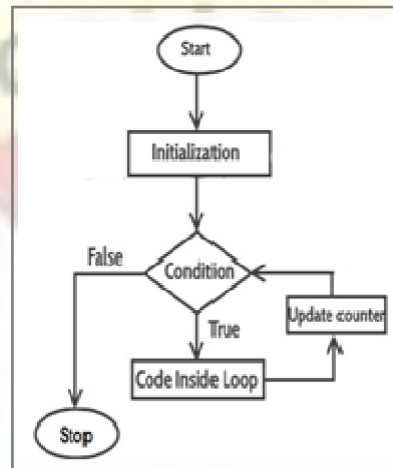 Start
Initialization
Condition
False
True
Update counter
Code Inside Loop
Stop